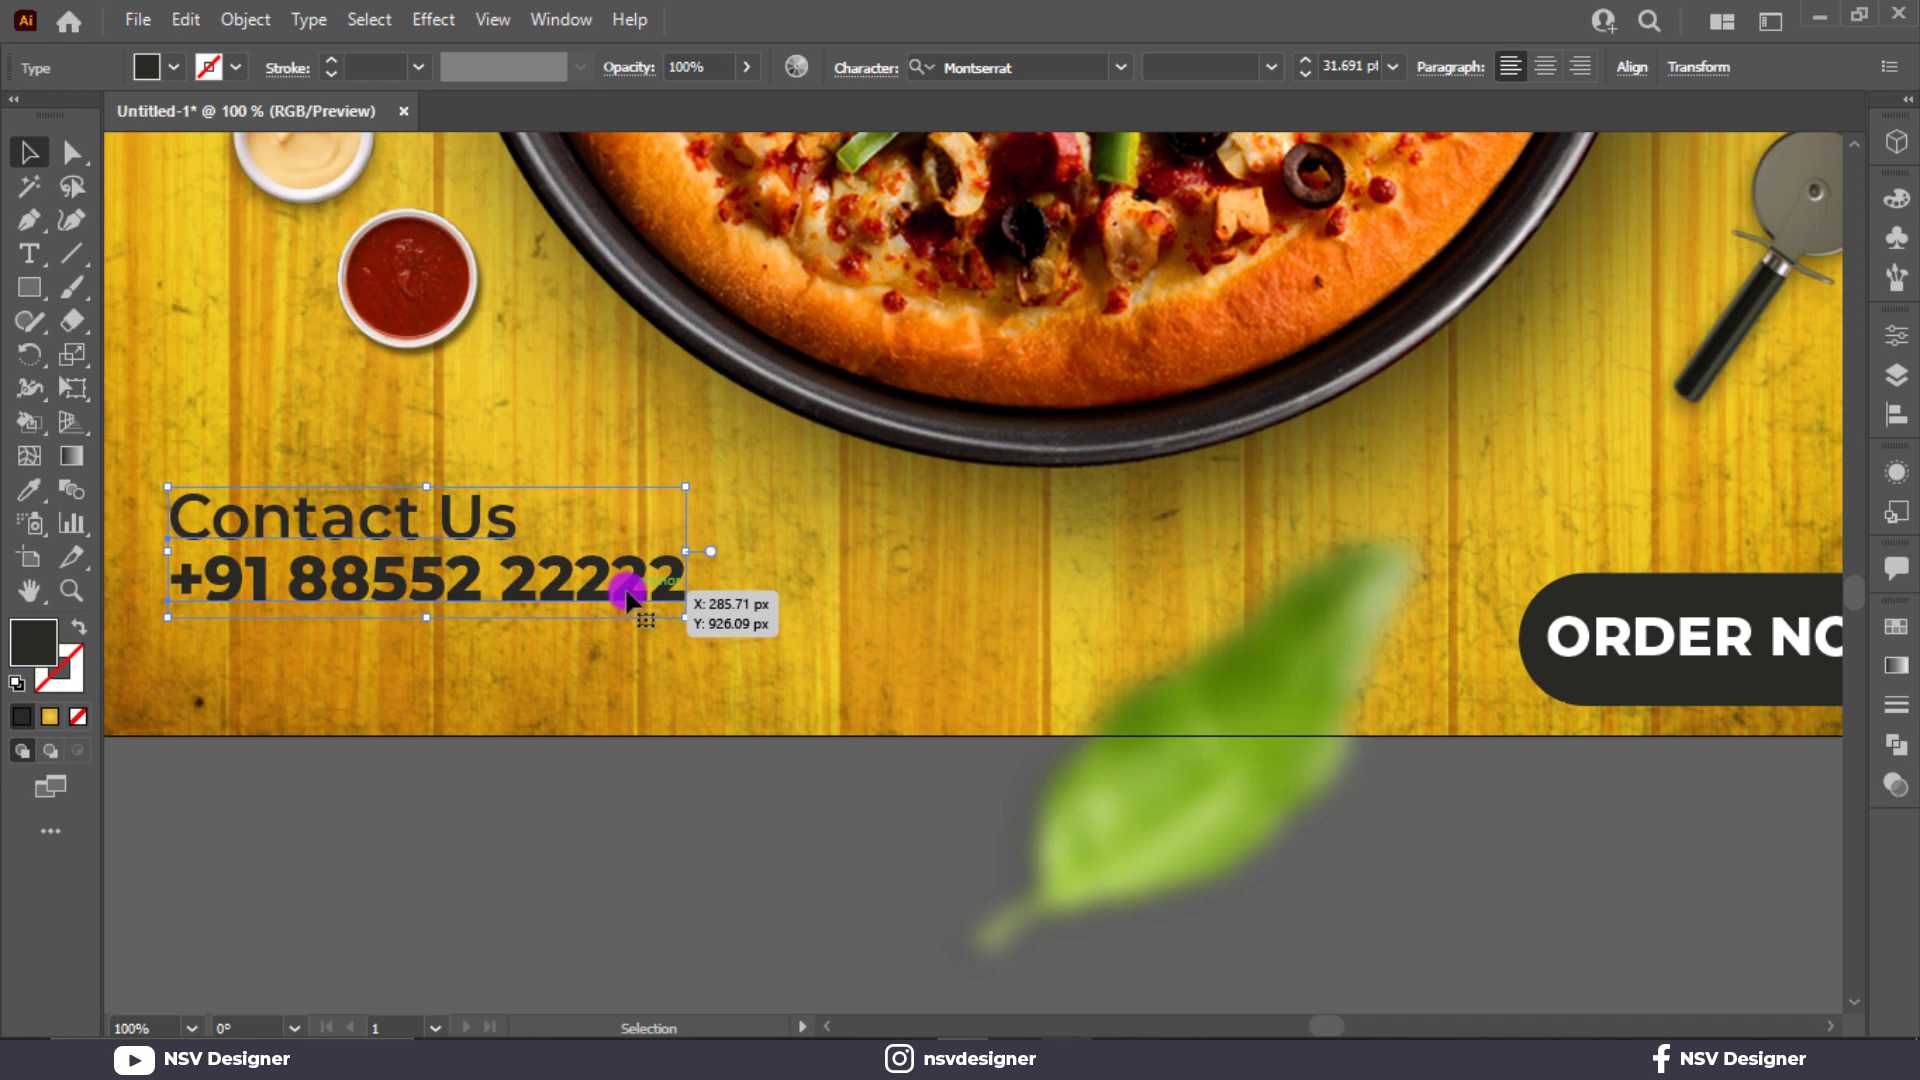 Ai File Edit Object Type Select Effect View Window Help
Type Stroke: Opacity: 100% Character: Montserrat 31.691 pt Paragraph: Align Transform
Untitled-1* @ 100 % (RGB/Preview)
Contact Us
+91 88552 22222
X: 285.71 px
Y: 926.09 px
ORDER NO
100% 0° 1 Selection
NSV Designer nsvdesigner NSV Designer